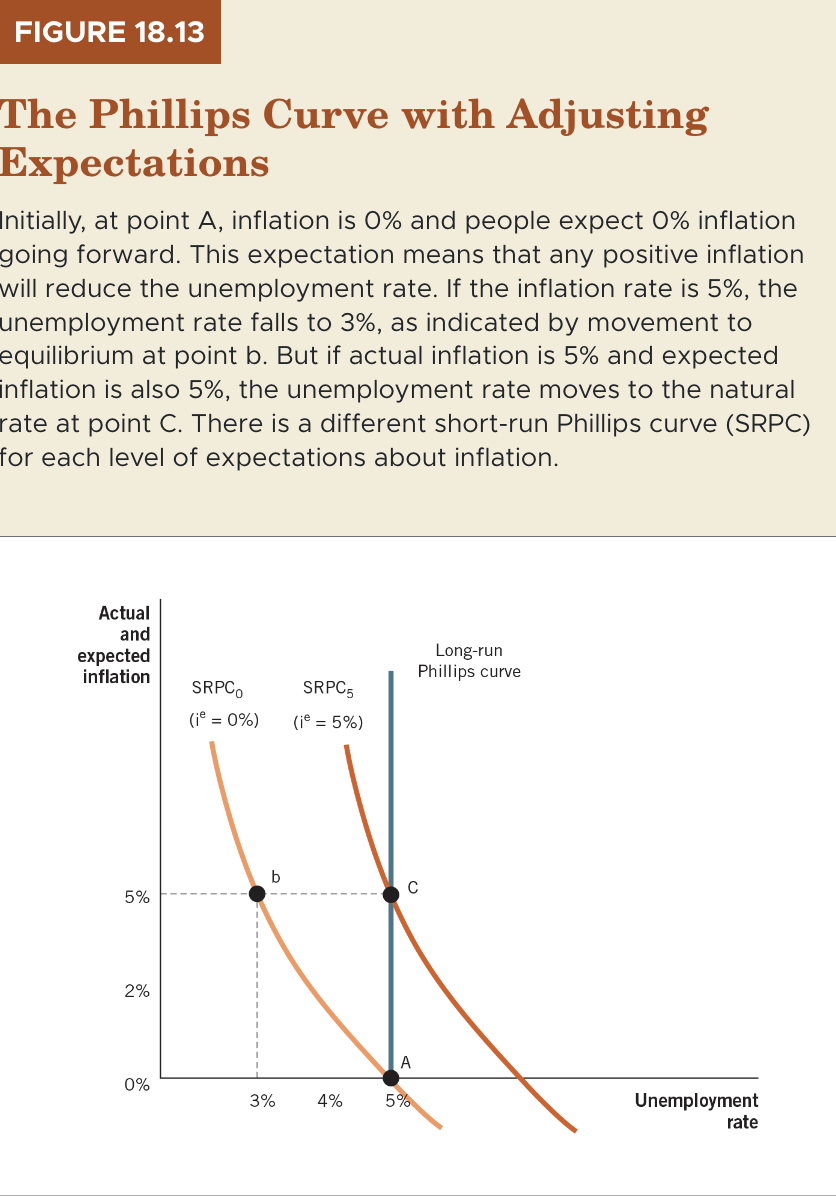 FIGURE 18.13
The Phillips Curve with Adjusting
Expectations
Initially, at point A, inflation is 0% and people expect 0% inflation
going forward. This expectation means that any positive inflation
will reduce the unemployment rate. If the inflation rate is 5%, the
unemployment rate falls to 3%, as indicated by movement to
equilibrium at point b. But if actual inflation is 5% and expected
inflation is also 5%, the unemployment rate moves to the natural
rate at point C. There is a different short-run Phillips curve (SRPC)
for each level of expectations about inflation.
Actual
and
expected
inflation
Long-run
Phillips curve
SRPC₀
(iᵉ = 0%)
SRPC₅
(iᵉ = 5%)
b
C
5%
2%
A
0%
3%
4%
5%
Unemployment
rate